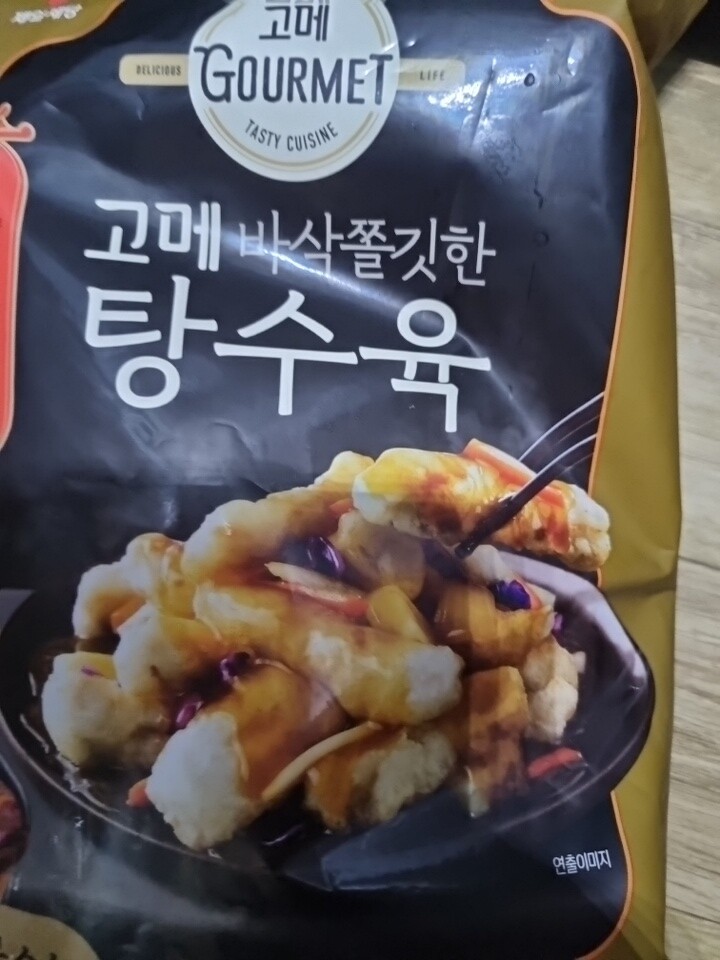 고메
DELICIOUS
LIFE
GOURMET
TASTY CUISINE
고메 바삭쫄깃한
탕수육
연출이미지